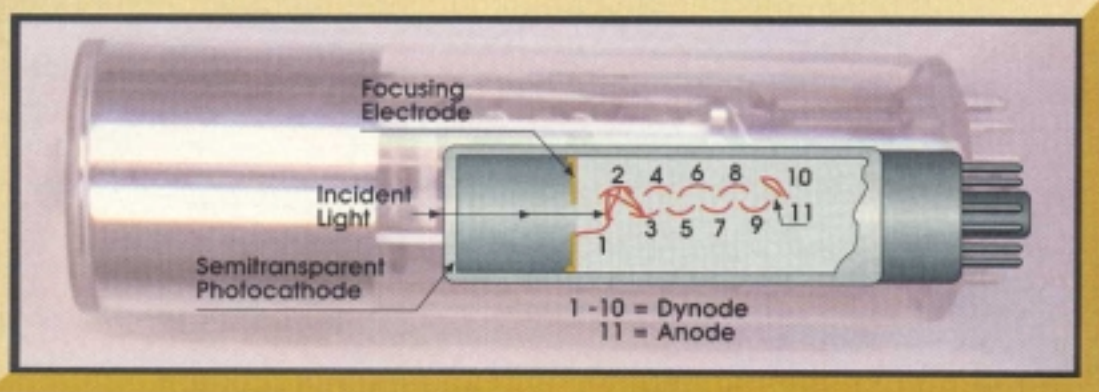 Focusing
Electrode
2 4 6 8 10
Incident
Light
1 3 5 7 9 11
Semitransparent
Photocathode
1 -10 = Dynode
11 = Anode